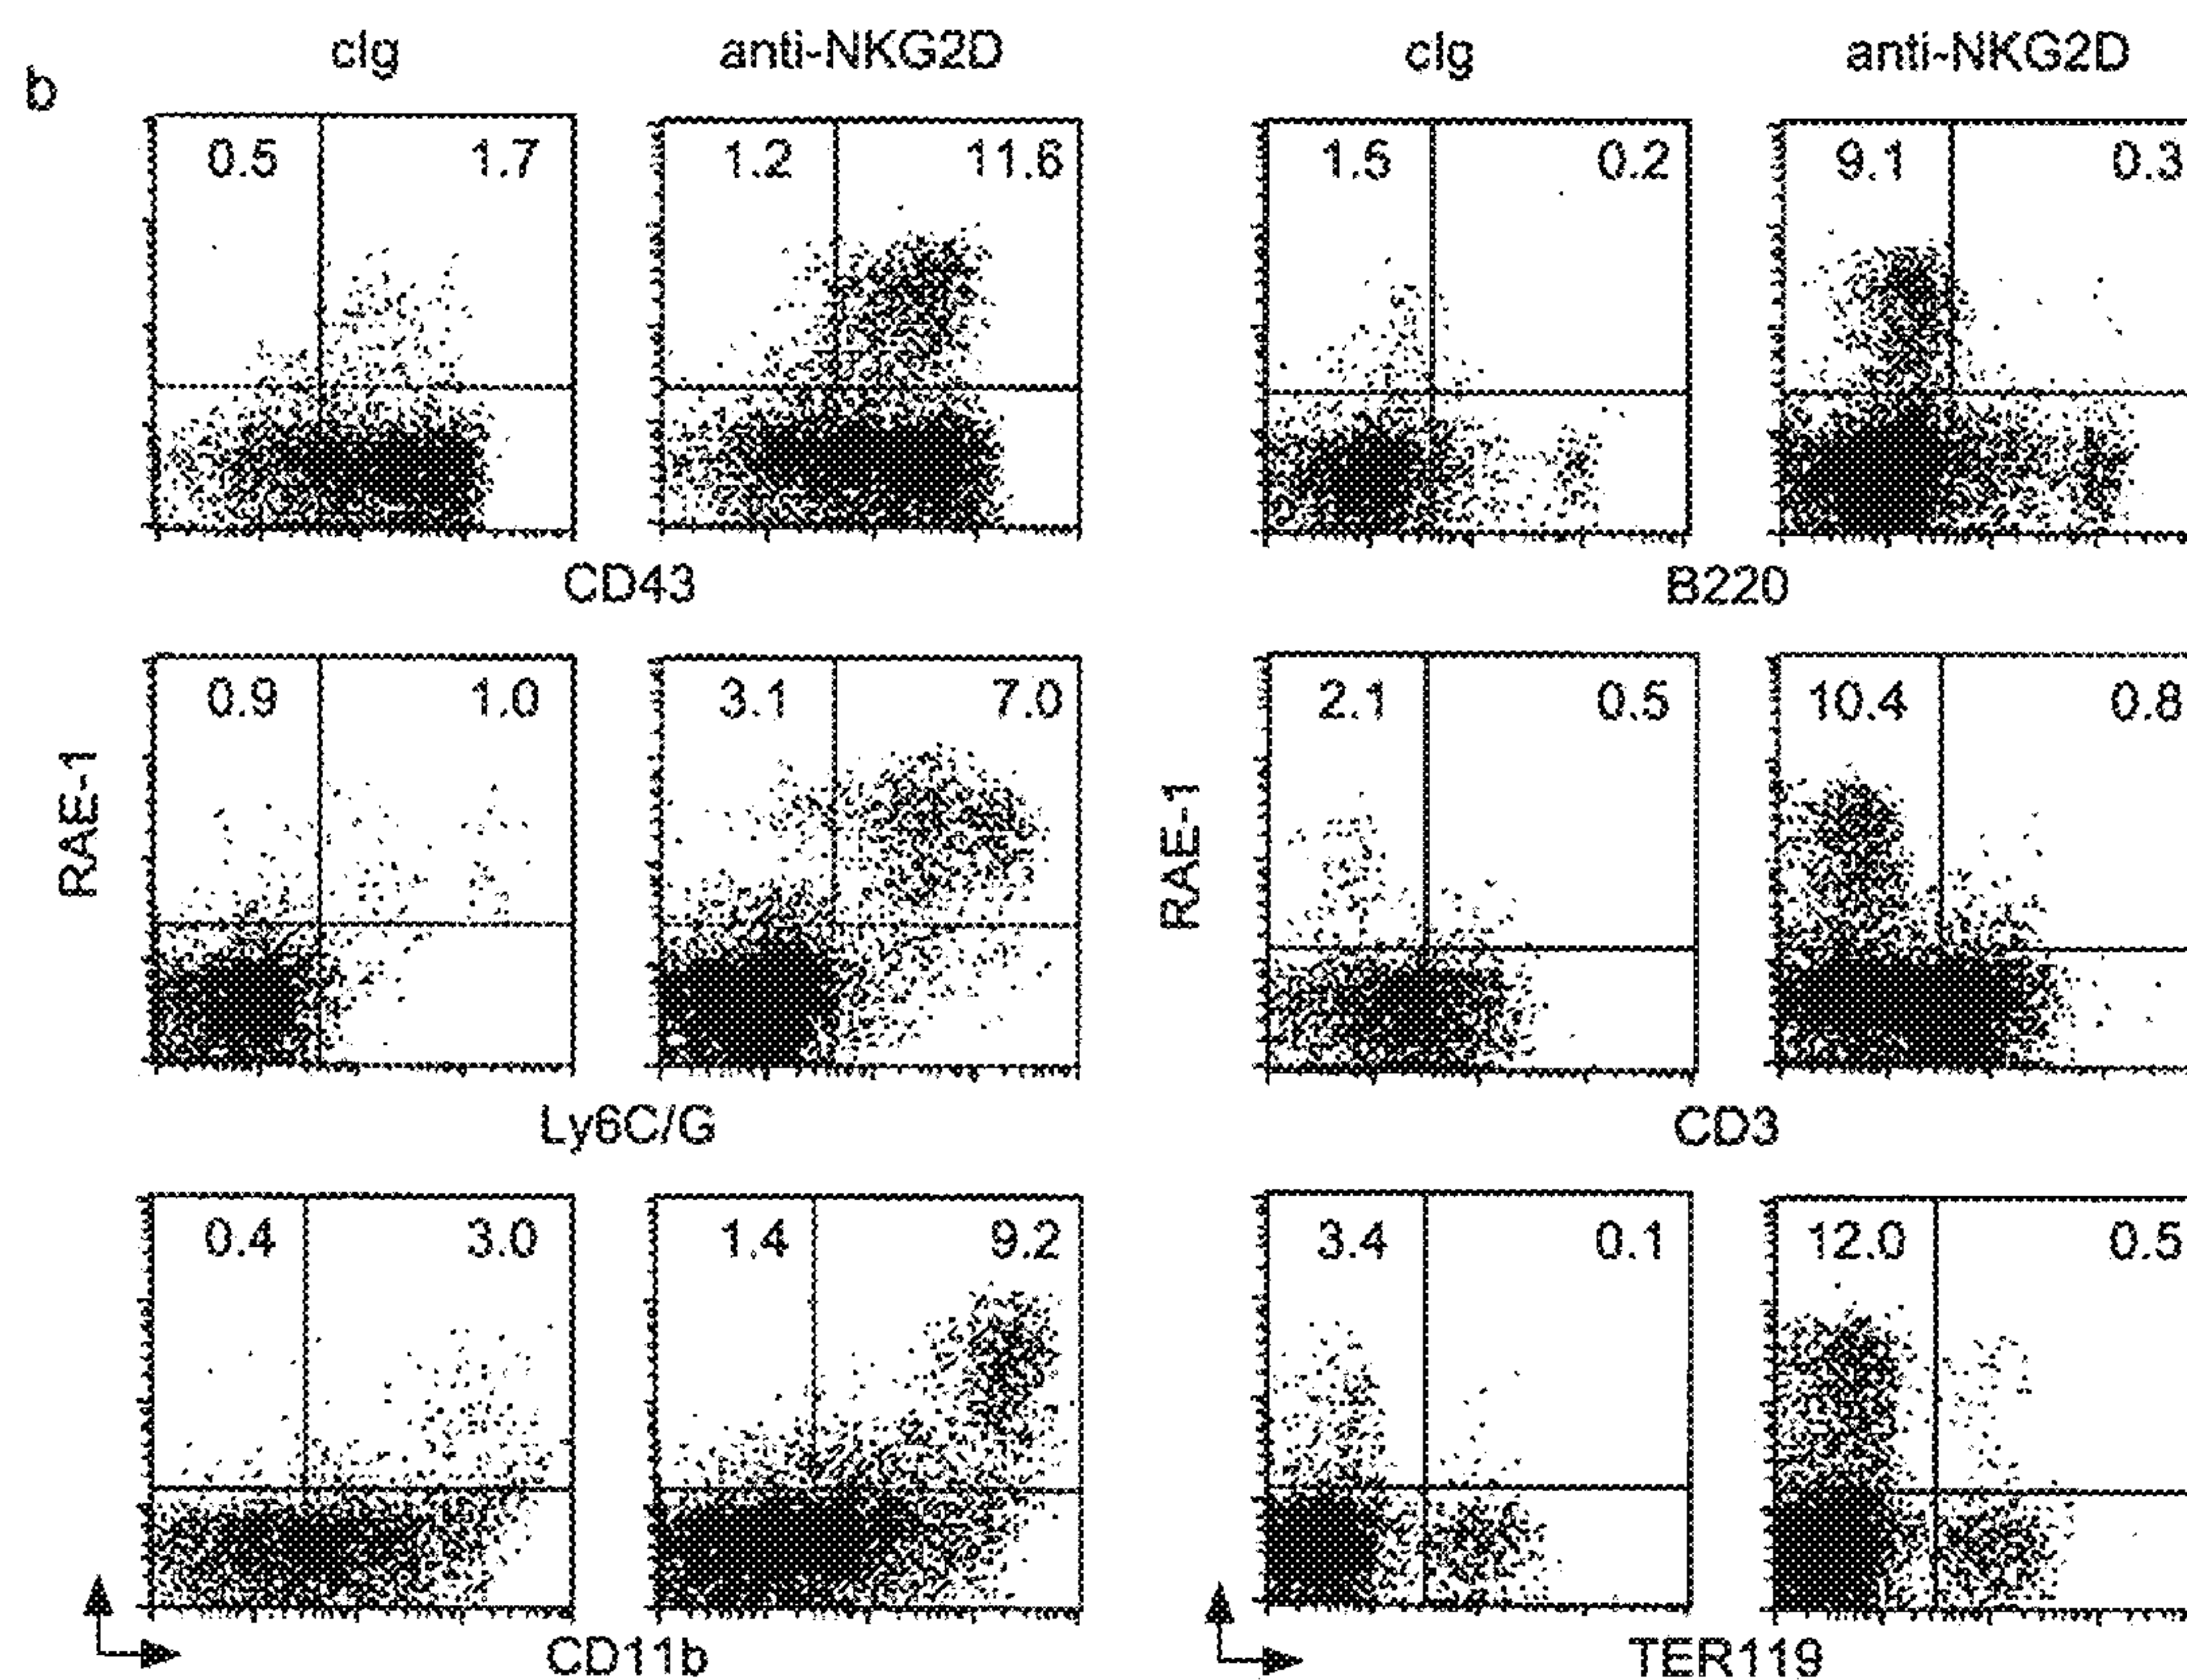 b
cIg anti-NKG2D cIg anti-NKG2D
0.5 1.7 1.2 11.6 1.5 0.2 9.1 0.3
CD43 B220
0.9 1.0 3.1 7.0 2.1 0.5 10.4 0.8
RAE-1 RAE-1
Ly6C/G CD3
0.4 3.0 1.4 9.2 3.4 0.1 12.0 0.5
CD11b TER119